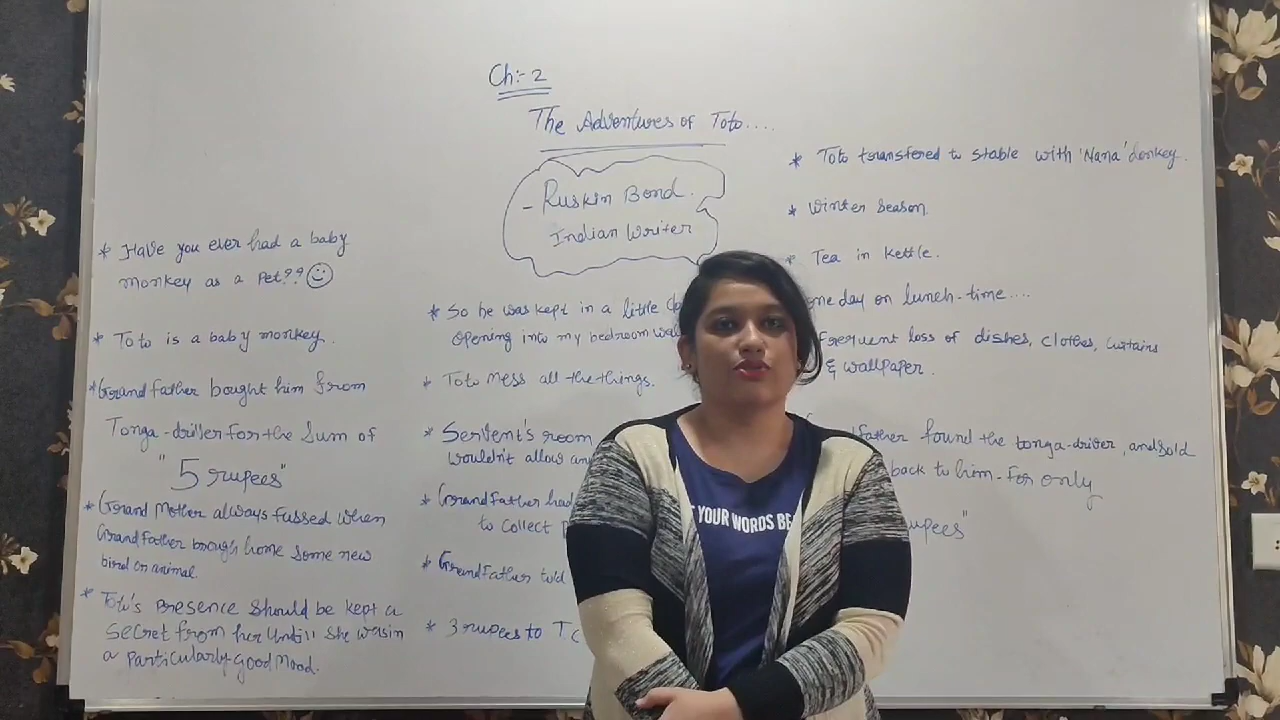 Ch:- 2
The Adventures of Toto....
- Ruskin Bond.
Indian Writer
* Have you ever had a baby
monkey as a Pet??
* Toto is a baby monkey.
* Grand father bought him from
Tonga-driver for the Sum of
"5 rupees"
* Grand Mother always fussed when
Grand father brough home some new
bird or animal.
* Toto's Presence Should be kept a
Secret from her Until she was in
a Particularly Good Mood.
* So he was kept in a little
opening into my bedroom
* Toto Mess all the things.
* Servent's room
wouldn't allow
* Grand father had
to collect
* Grandfather told
* 3 rupees to
* Toto transfered to stable with 'Nana' donkey.
* Winter Season.
* Tea in Kettle.
one day on lunch-time....
frequent loss of dishes, clothes, curtains
& wallpaper.
father found the tonga-driver, and sold
back to him - for only
YOUR WORDS